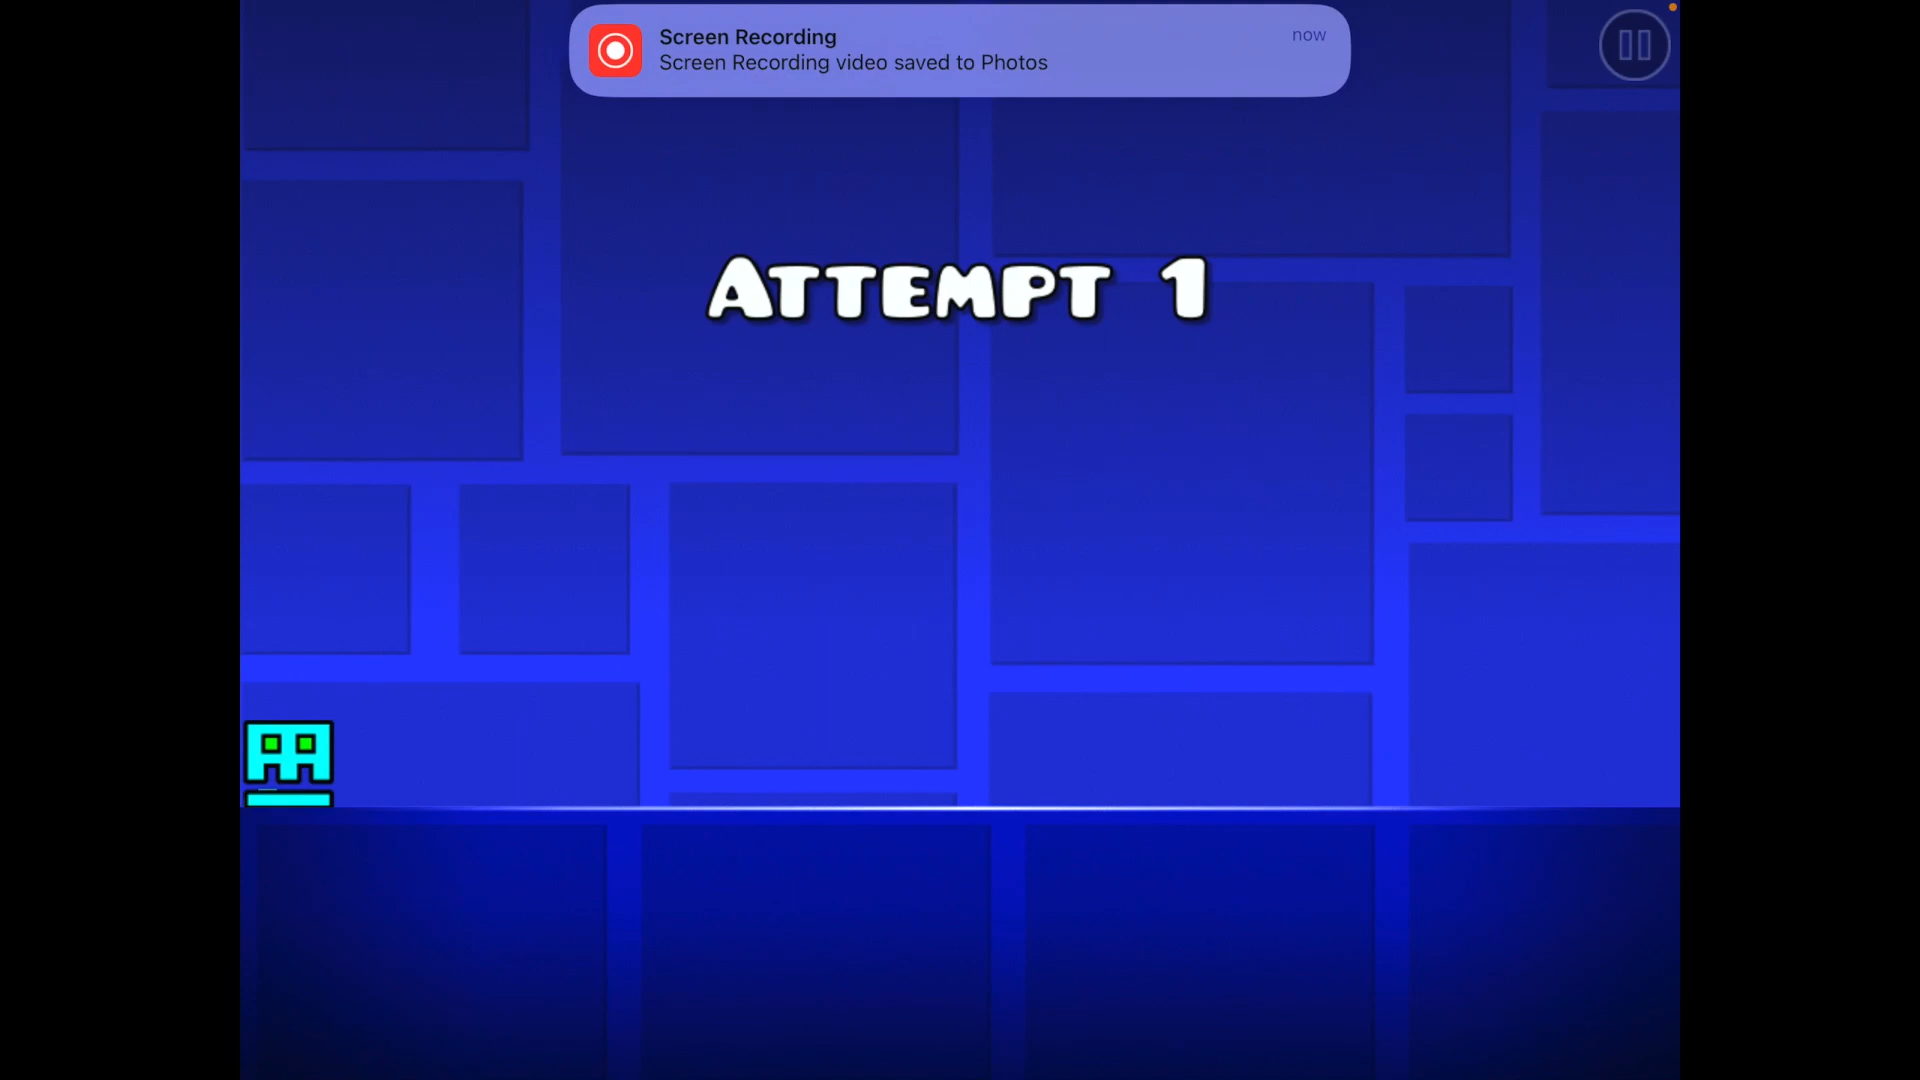 Screen Recording
now
Screen Recording video saved to Photos
ATTEMPT 1